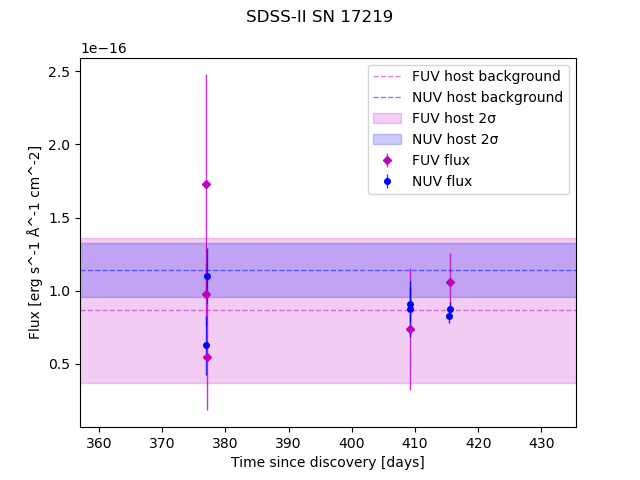 SDSS-II SN 17219
1e−16
FUV host background
NUV host background
FUV host 2σ
NUV host 2σ
FUV flux
NUV flux
2.5
2.0
1.5
1.0
0.5
Flux [erg s^-1 Å^-1 cm^-2]
360 370 380 390 400 410 420 430
Time since discovery [days]